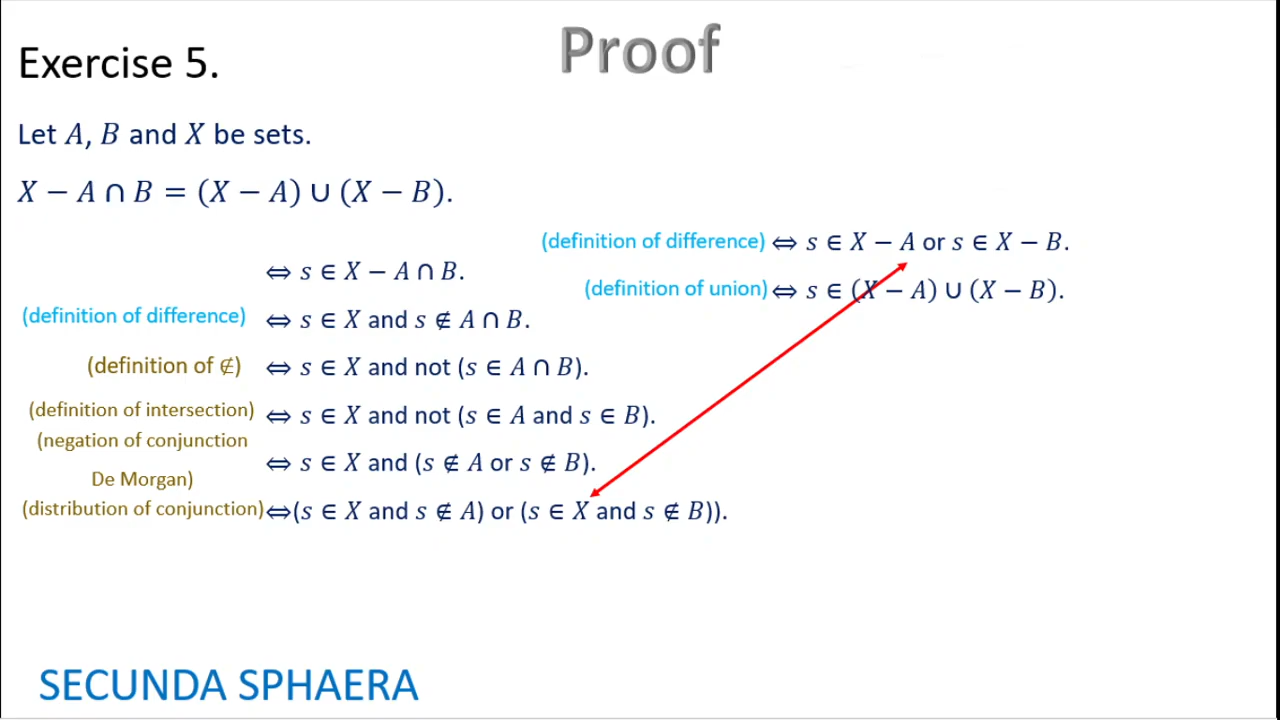 Proof
Exercise 5.
Let A, B and X be sets.
X − A ∩ B = (X − A) ∪ (X − B).
⇔ s ∈ X − A ∩ B.
(definition of difference) ⇔ s ∈ X and s ∉ A ∩ B.
(definition of ∉) ⇔ s ∈ X and not (s ∈ A ∩ B).
(definition of intersection) ⇔ s ∈ X and not (s ∈ A and s ∈ B).
(negation of conjunction
De Morgan) ⇔ s ∈ X and (s ∉ A or s ∉ B).
(distribution of conjunction) ⇔(s ∈ X and s ∉ A) or (s ∈ X and s ∉ B)).
(definition of difference) ⇔ s ∈ X − A or s ∈ X − B.
(definition of union) ⇔ s ∈ (X − A) ∪ (X − B).
SECUNDA SPHAERA